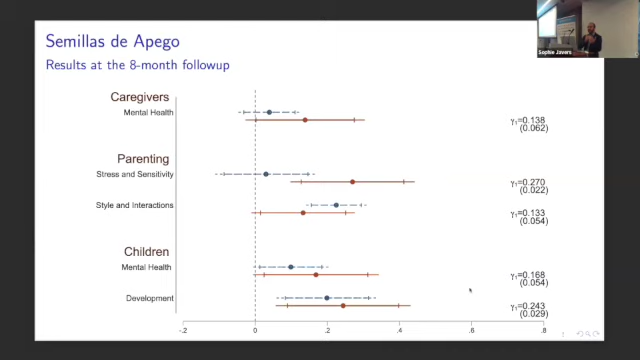 Semillas de Apego
Results at the 8-month followup
Sophie Javers
Caregivers
Mental Health
γ₁=0.138
(0.062)
Parenting
Stress and Sensitivity
γ₁=0.270
(0.022)
Style and Interactions
γ₁=0.133
(0.054)
Children
Mental Health
γ₁=0.168
(0.054)
Development
γ₁=0.243
(0.029)
-.2 0 .2 .4 .6 .8